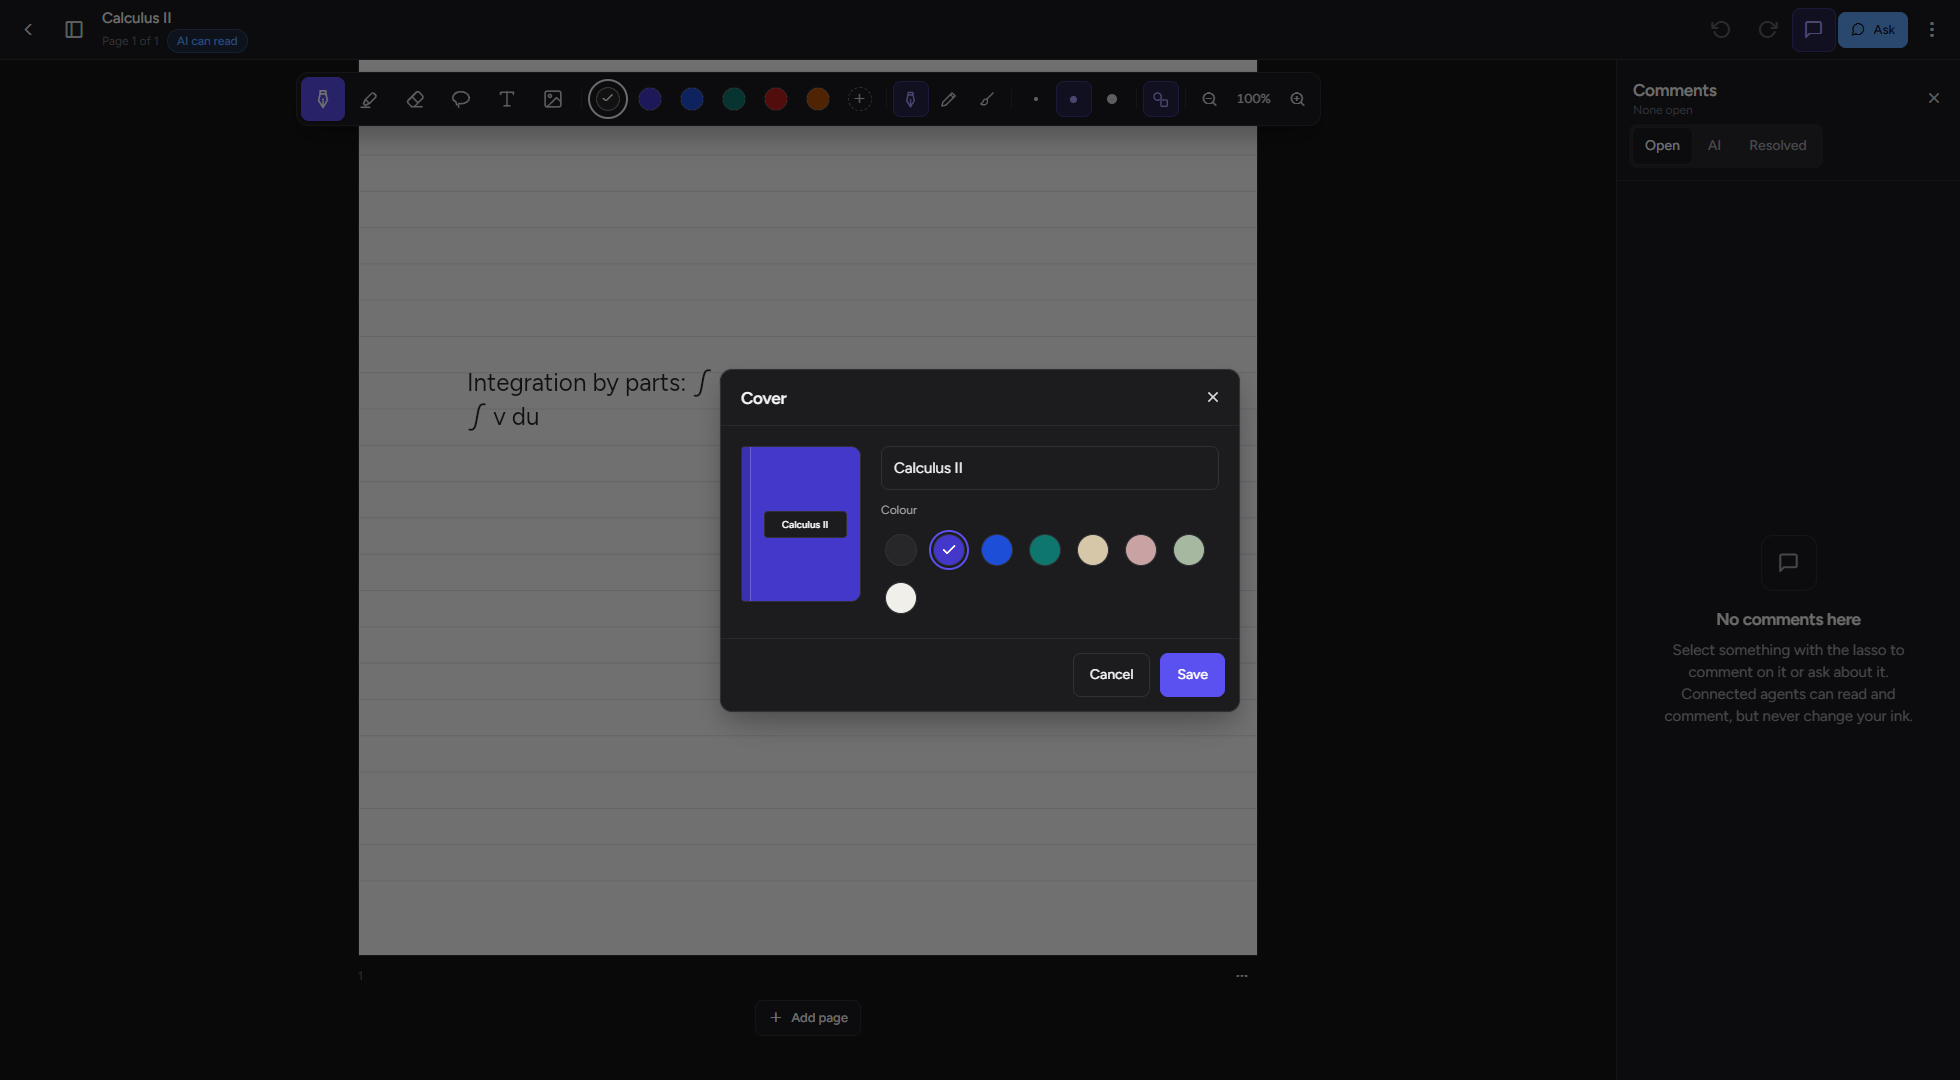 Calculus II
Page 1 of 1 AI can read
Ask
100%
Comments
None open
Open AI Resolved
Integration by parts: ∫
∫ v du
Cover
Calculus II
Calculus II
Colour
Cancel Save
No comments here
Select something with the lasso to
comment on it or ask about it.
Connected agents can read and
comment, but never change your ink.
1
Add page